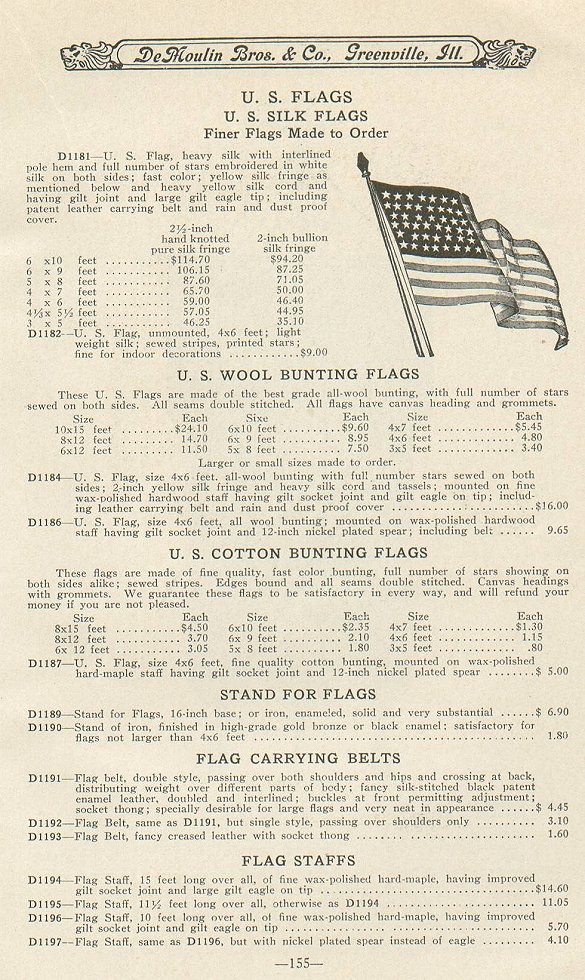 DeMoulin Bros. & Co., Greenville, Ill.
U. S. FLAGS
U. S. SILK FLAGS
Finer Flags Made to Order
D1181—U. S. Flag, heavy silk with interlined
pole hem and full number of stars embroidered in white
silk on both sides; fast color; yellow silk fringe as
mentioned below and heavy yellow silk cord and
having gilt joint and large gilt eagle tip; including
patent leather carrying belt and rain and dust proof
cover.
2½-inch
hand knotted 2-inch bullion
pure silk fringe silk fringe
6 x10 feet ...........$114.70 $94.20
6 x 9 feet ........... 106.15 87.25
5 x 8 feet ........... 87.60 71.05
4 x 7 feet ........... 65.70 50.00
4 x 6 feet ........... 59.00 46.40
4½x 5½ feet ........... 57.05 44.95
3 x 5 feet ........... 46.25 35.10
D1182—U. S. Flag, unmounted, 4x6 feet; light
weight silk; sewed stripes, printed stars;
fine for indoor decorations ............$9.00
U. S. WOOL BUNTING FLAGS
These U. S. Flags are made of the best grade all-wool bunting, with full number of stars
sewed on both sides. All seams double stitched. All flags have canvas heading and grommets.
Size Each Size Each Size Each
10x15 feet ...........$24.10 6x10 feet ...........$9.60 4x7 feet ...........$5.45
8x12 feet ........... 14.70 6x 9 feet ........... 8.95 4x6 feet ........... 4.80
6x12 feet ........... 11.50 5x 8 feet ........... 7.50 3x5 feet ........... 3.40
Larger or small sizes made to order.
D1184—U. S. Flag, size 4x6 feet, all-wool bunting with full number stars sewed on both
sides; 2-inch yellow silk fringe and heavy silk cord and tassels; mounted on fine
wax-polished hardwood staff having gilt socket joint and gilt eagle on tip; includ-
ing leather carrying belt and rain and dust proof cover ....................$16.00
D1186—U. S. Flag, size 4x6 feet, all wool bunting; mounted on wax-polished hardwood
staff having gilt socket joint and 12-inch nickel plated spear; including belt ...... 9.65
U. S. COTTON BUNTING FLAGS
These flags are made of fine quality, fast color bunting, full number of stars showing on
both sides alike; sewed stripes. Edges bound and all seams double stitched. Canvas headings
with grommets. We guarantee these flags to be satisfactory in every way, and will refund your
money if you are not pleased.
Size Each Size Each Size Each
8x15 feet ...........$4.50 6x10 feet ...........$2.35 4x7 feet ...........$1.30
8x12 feet ........... 3.70 6x 9 feet ........... 2.10 4x6 feet ........... 1.15
6x 12 feet ........... 3.05 5x 8 feet ........... 1.80 3x5 feet ........... .80
D1187—U. S. Flag, size 4x6 feet, fine quality cotton bunting, mounted on wax-polished
hard-maple staff having gilt socket joint and 12-inch nickel plated spear ........$ 5.00
STAND FOR FLAGS
D1189—Stand for Flags, 16-inch base; or iron, enameled, solid and very substantial ......$ 6.90
D1190—Stand of iron, finished in high-grade gold bronze or black enamel; satisfactory for
flags not larger than 4x6 feet ........................................ 1.80
FLAG CARRYING BELTS
D1191—Flag belt, double style, passing over both shoulders and hips and crossing at back,
distributing weight over different parts of body; fancy silk-stitched black patent
enamel leather, doubled and interlined; buckles at front permitting adjustment;
socket thong; specially desirable for large flags and very neat in appearance ......$ 4.45
D1192—Flag Belt, same as D1191, but single style, passing over shoulders only .......... 3.10
D1193—Flag Belt, fancy creased leather with socket thong ................ 1.60
FLAG STAFFS
D1194—Flag Staff, 15 feet long over all, of fine wax-polished hard-maple, having improved
gilt socket joint and large gilt eagle on tip ..............................$14.60
D1195—Flag Staff, 11½ feet long over all, otherwise as D1194 ........................ 11.05
D1196—Flag Staff, 10 feet long over all, of fine wax-polished hard-maple, having improved
gilt socket joint and gilt eagle on tip .................................... 5.70
D1197—Flag Staff, same as D1196, but with nickel plated spear instead of eagle ......... 4.10
—155—